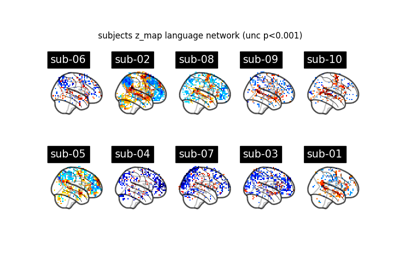 subjects z_map language network (unc p<0.001)
sub-06 sub-02 sub-08 sub-09 sub-10
sub-05 sub-04 sub-07 sub-03 sub-01